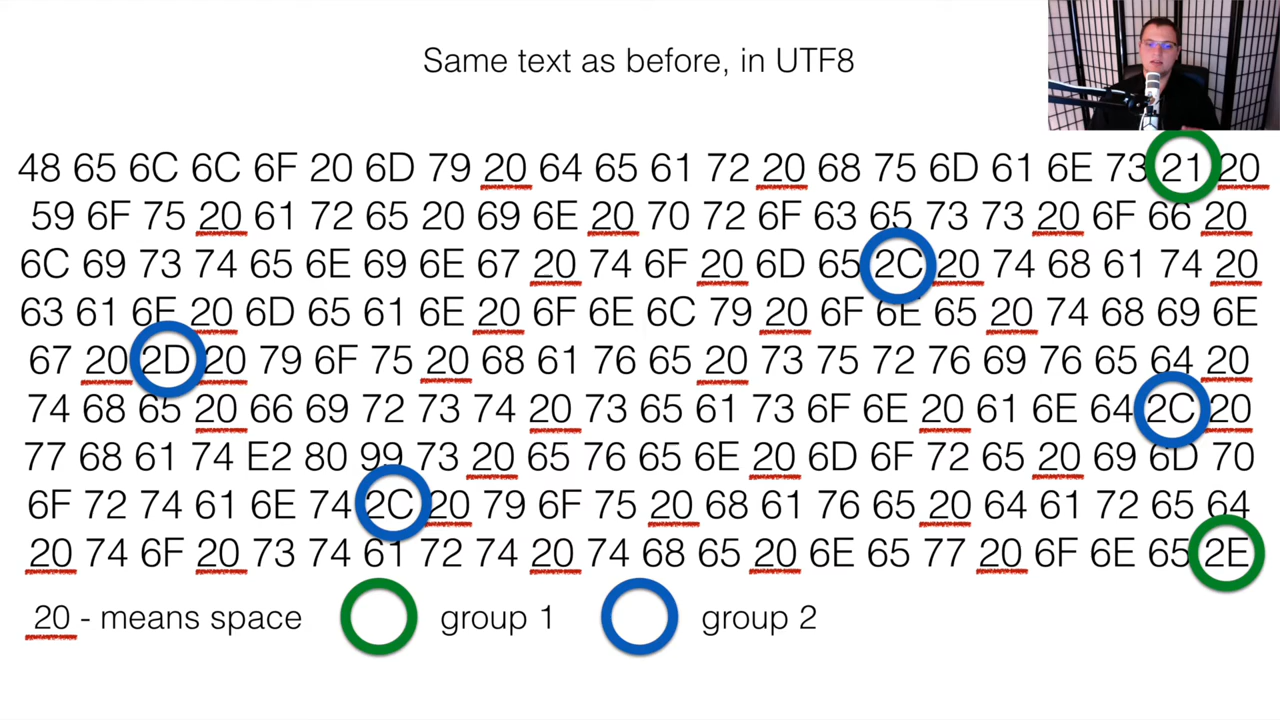 Same text as before, in UTF8
48 65 6C 6C 6F 20 6D 79 20 64 65 61 72 20 68 75 6D 61 6E 73 21 20
59 6F 75 20 61 72 65 20 69 6E 20 70 72 6F 63 65 73 73 20 6F 66 20
6C 69 73 74 65 6E 69 6E 67 20 74 6F 20 6D 65 2C 20 74 68 61 74 20
63 61 6E 20 6D 65 61 6E 20 6F 6E 6C 79 20 6F 6E 65 20 74 68 69 6E
67 20 2D 20 79 6F 75 20 68 61 76 65 20 73 75 72 76 69 76 65 64 20
74 68 65 20 66 69 72 73 74 20 73 65 61 73 6F 6E 20 61 6E 64 2C 20
77 68 61 74 E2 80 99 73 20 65 76 65 6E 20 6D 6F 72 65 20 69 6D 70
6F 72 74 61 6E 74 2C 20 79 6F 75 20 68 61 76 65 20 64 61 72 65 64
20 74 6F 20 73 74 61 72 74 20 74 68 65 20 6E 65 77 20 6F 6E 65 2E
20 - means space group 1 group 2